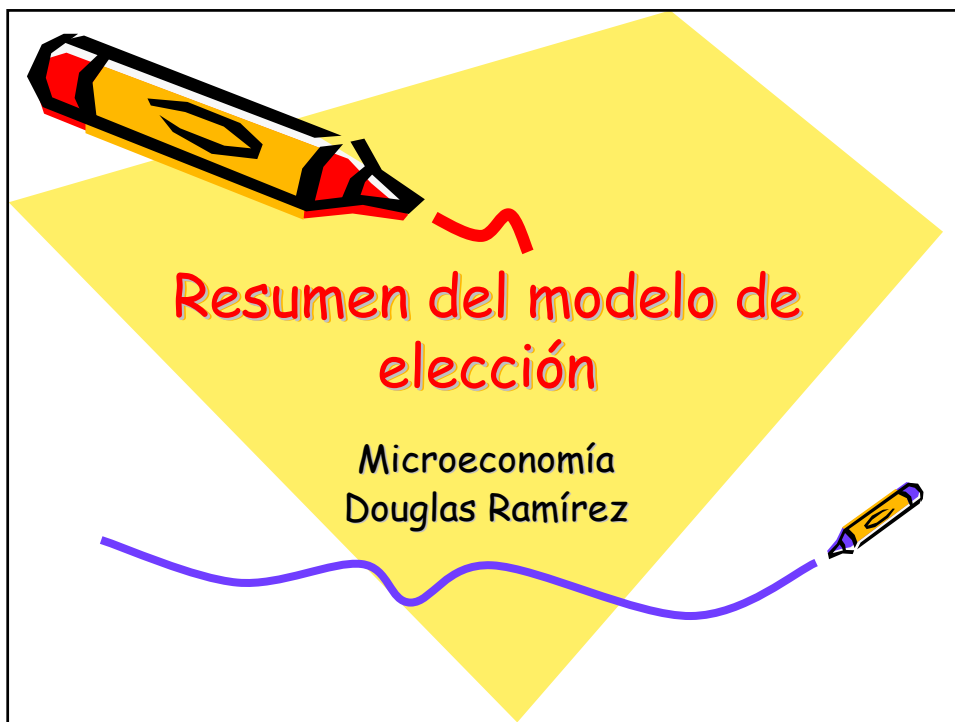 Resumen del modelo de
elección
Microeconomía
Douglas Ramírez